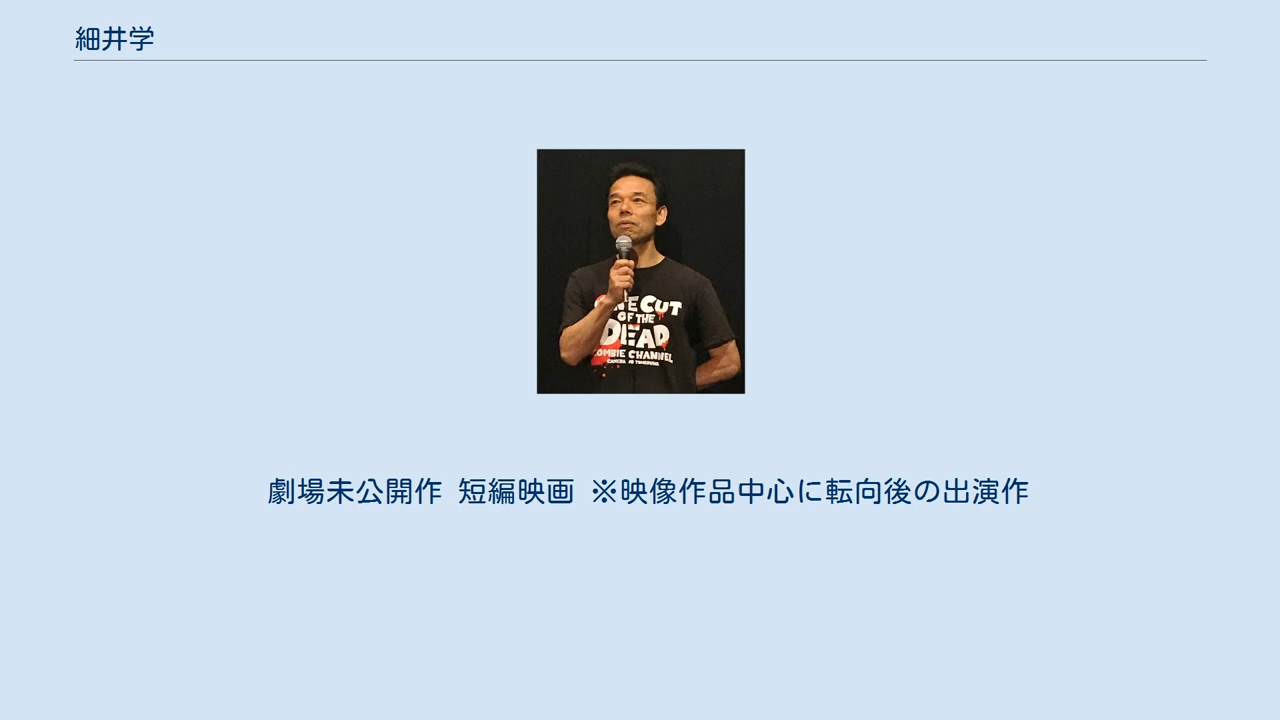 細井学
ONE CUT
OF THE
DEAD
ZOMBIE CHANNEL
劇場未公開作 短編映画 ※映像作品中心に転向後の出演作